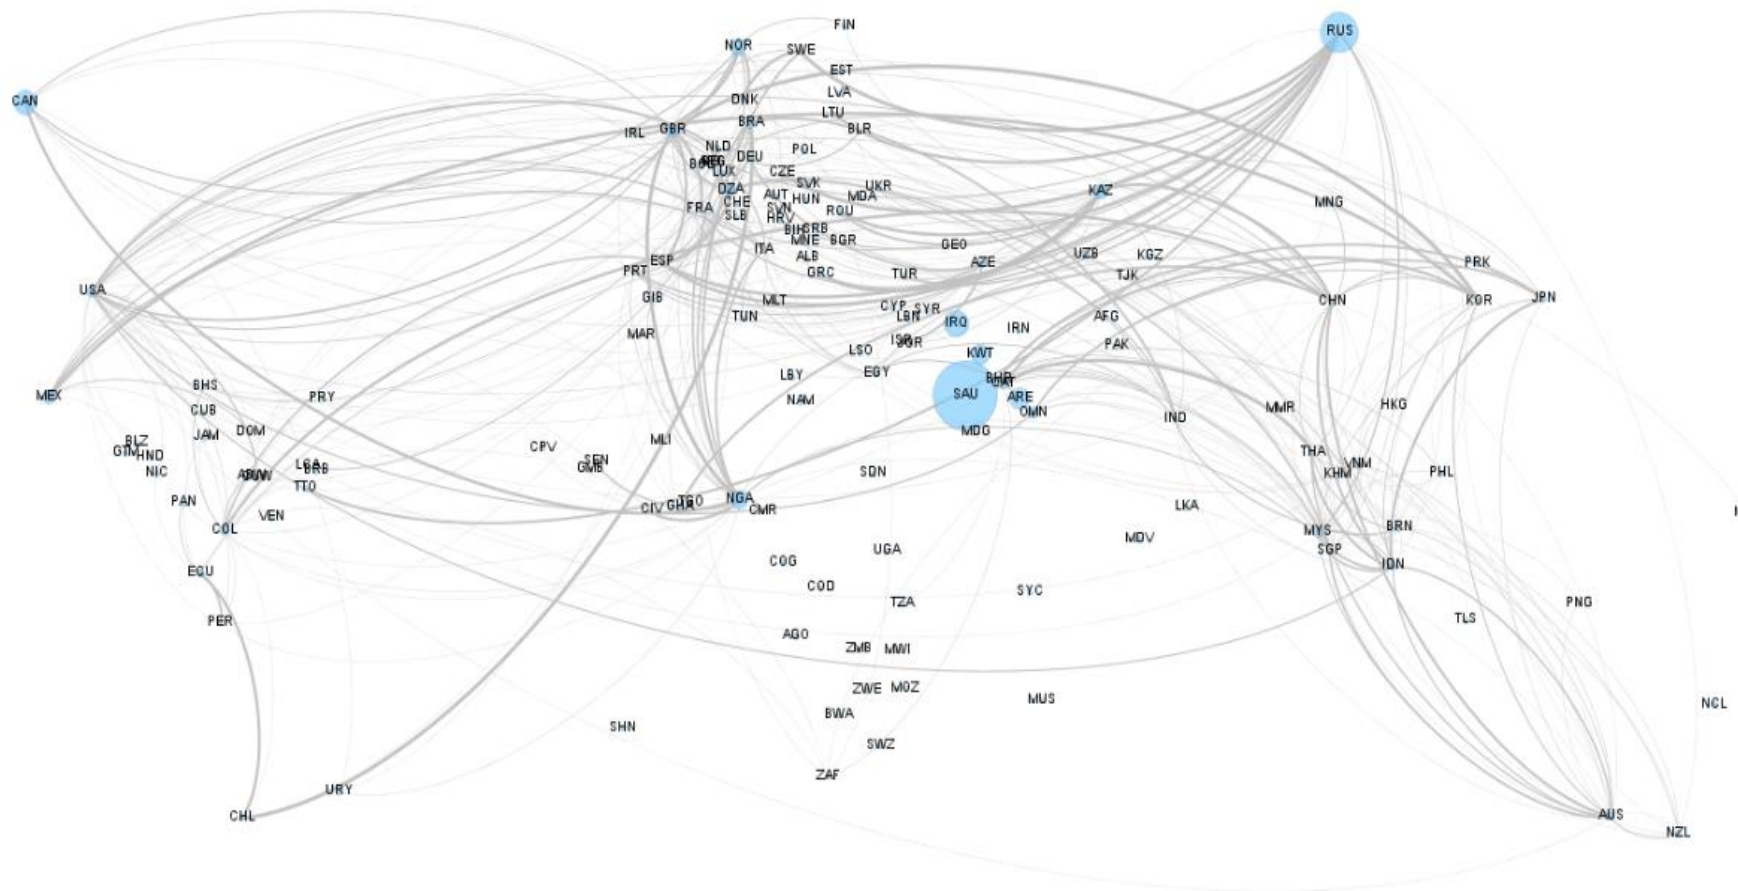 FIN
RUS
NOR
SWE
EST
LVA
CAN
DNK
LTU
BRA
GBR
IRL
BLR
NLD
POL
DEU
LUX
CZE
SVK
UKR
DZA
KAZ
AUT
HUN
MDA
CHE
MNG
FRA
SVN
ROU
SLB
HRV
BIH
SRB
MNE
BGR
GEO
ITA
UZB
KGZ
ALB
ESP
AZE
PRK
PRT
GRC
TUR
TJK
USA
GIB
MLT
CHN
KOR
JPN
CYP
SYR
LBN
TUN
AFG
IRQ
IRN
MAR
ISR
JOR
PAK
LSO
KWT
EGY
LBY
BHR
QAT
BHS
SAU
MEX
PRY
ARE
NAM
HKG
CUB
MMR
OMN
IND
DOM
MDG
JAM
BLZ
MLI
CPV
HND
THA
SEN
VNM
LCA
GMB
BRB
NIC
SDN
KHM
PHL
TTO
PAN
TGO
NGA
GHA
CIV
LKA
CMR
VEN
COL
BRN
MYS
MDV
UGA
SGP
COG
IDN
ECU
COD
SYC
TZA
PNG
PER
TLS
AGO
ZMB
MWI
ZWE
MOZ
MUS
NCL
BWA
SHN
SWZ
ZAF
URY
CHL
AUS
NZL